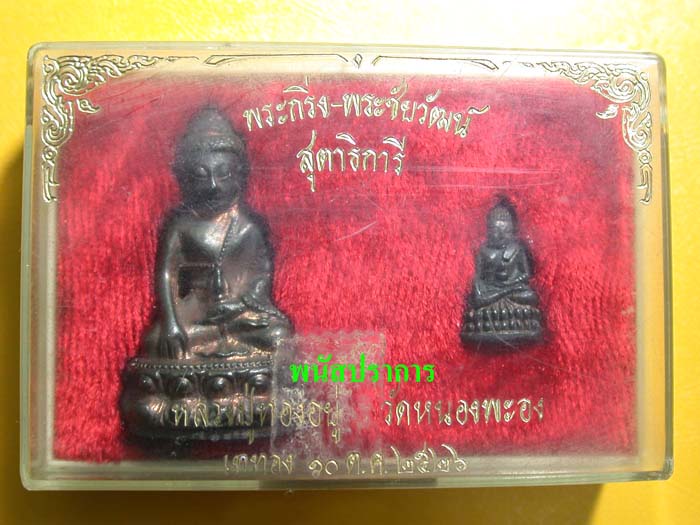 พระกริ่ง-พระชัยวัฒน์
สุตาธิการี
พนัสปราการ
หลวงปู่ทองอยู่ วัดหนองพะอง
เททอง ๑๐ ต.ค. ๒๕๒๖